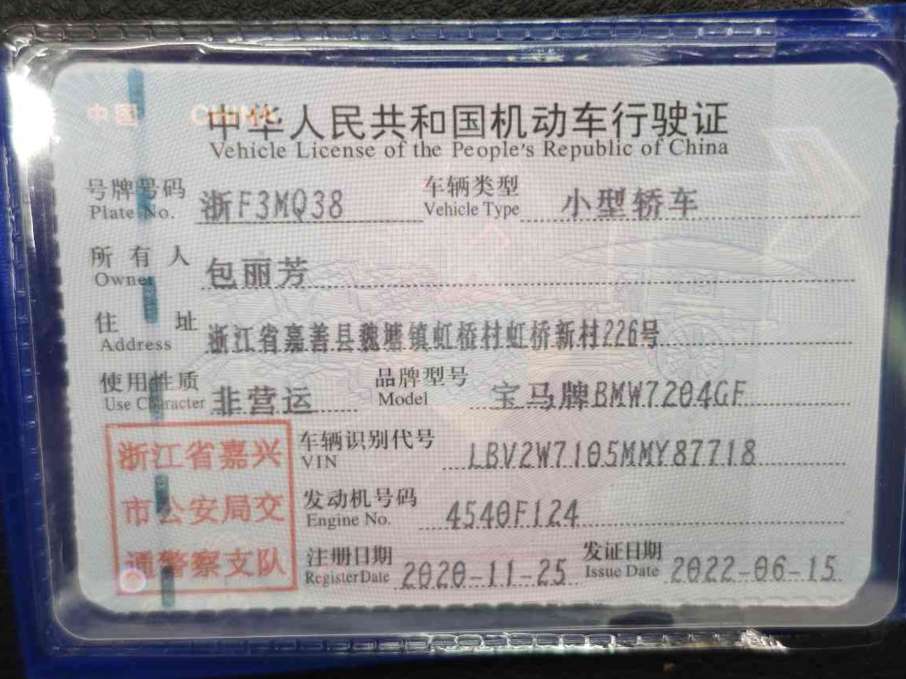 中国 CHINA
中华人民共和国机动车行驶证
Vehicle License of the People's Republic of China
号牌号码 浙F3MQ38 车辆类型 小型轿车
Plate No. Vehicle Type
所有人 包丽芳
Owner
住址 浙江省嘉善县魏塘镇虹桥村虹桥新村226号
Address
使用性质 非营运 品牌型号 宝马牌BMW7204GF
Use Character Model
浙江省嘉兴 车辆识别代号 LBV2W7105MMY87718
VIN
市公安局交 发动机号码 4540F124
Engine No.
通警察支队 注册日期 2020-11-25 发证日期 2022-06-15
Register Date Issue Date